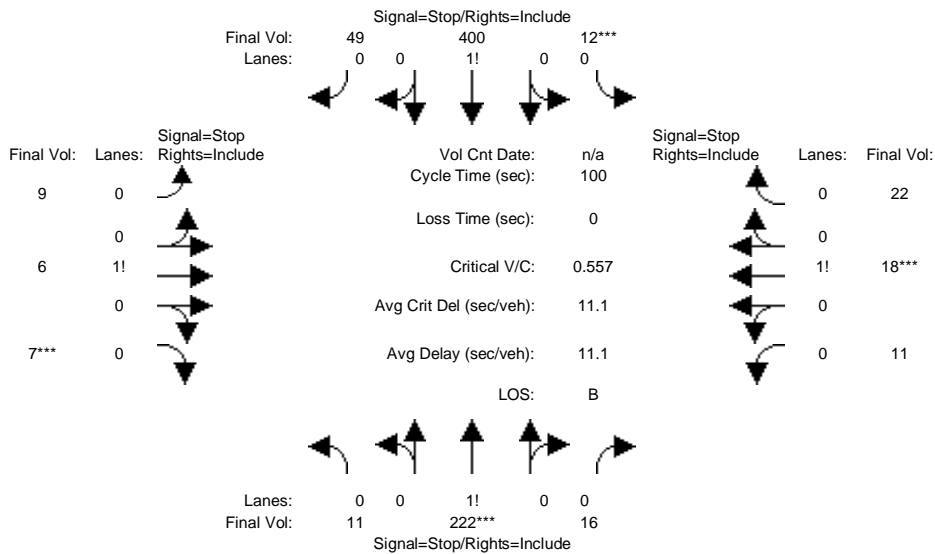 Signal=Stop/Rights=Include
Final Vol: 49 400 12***
Lanes: 0 0 1! 0 0
Signal=Stop
Final Vol: Lanes: Rights=Include
Vol Cnt Date: n/a
Signal=Stop
Rights=Include Lanes: Final Vol:
Cycle Time (sec): 100
9 0
0 22
Loss Time (sec): 0
0
0
6 1!
Critical V/C: 0.557
1! 18***
0
Avg Crit Del (sec/veh): 11.1
0
7*** 0
Avg Delay (sec/veh): 11.1
0 11
LOS: B
Lanes: 0 0 1! 0 0
Final Vol: 11 222*** 16
Signal=Stop/Rights=Include